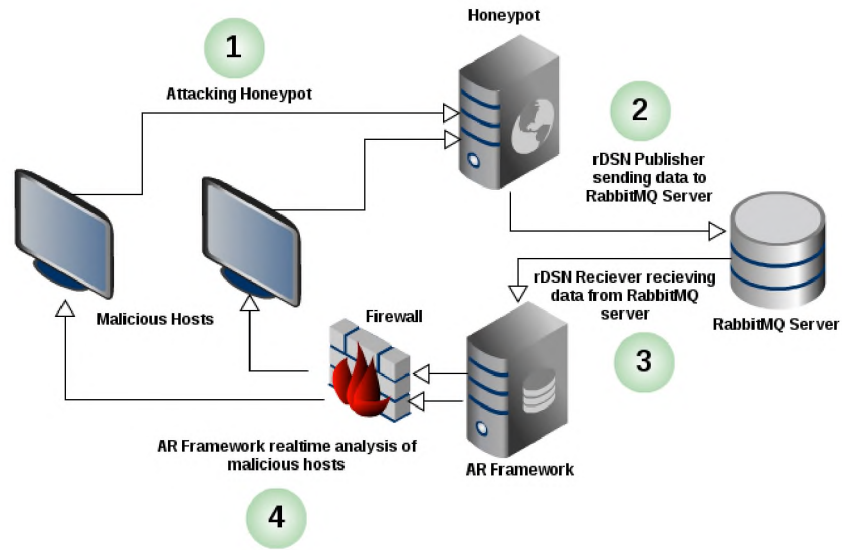 Honeypot
1
Attacking Honeypot
2
rDSN Publisher
sending data to
RabbitMQ Server
rDSN Reciever recieving
data from RabbitMQ
server
RabbitMQ Server
3
Malicious Hosts
Firewall
AR Framework
AR Framework realtime analysis of
malicious hosts
4